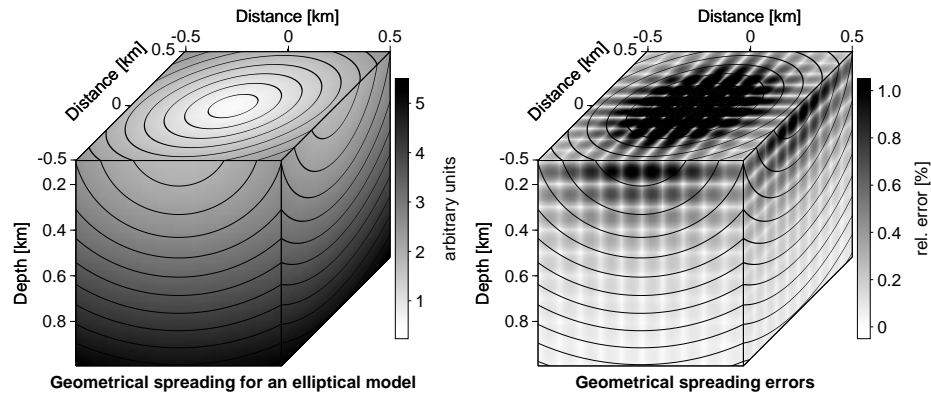 Distance [km]
-0.5 0 0.5
Distance [km]
0.5
0
-0.5
Depth [km]
0.2
0.4
0.6
0.8
5
4
3
2
1
arbitrary units
Geometrical spreading for an elliptical model
Distance [km]
-0.5 0 0.5
Distance [km]
0.5
0
-0.5
Depth [km]
0.2
0.4
0.6
0.8
1.0
0.8
0.6
0.4
0.2
0
rel. error [%]
Geometrical spreading errors